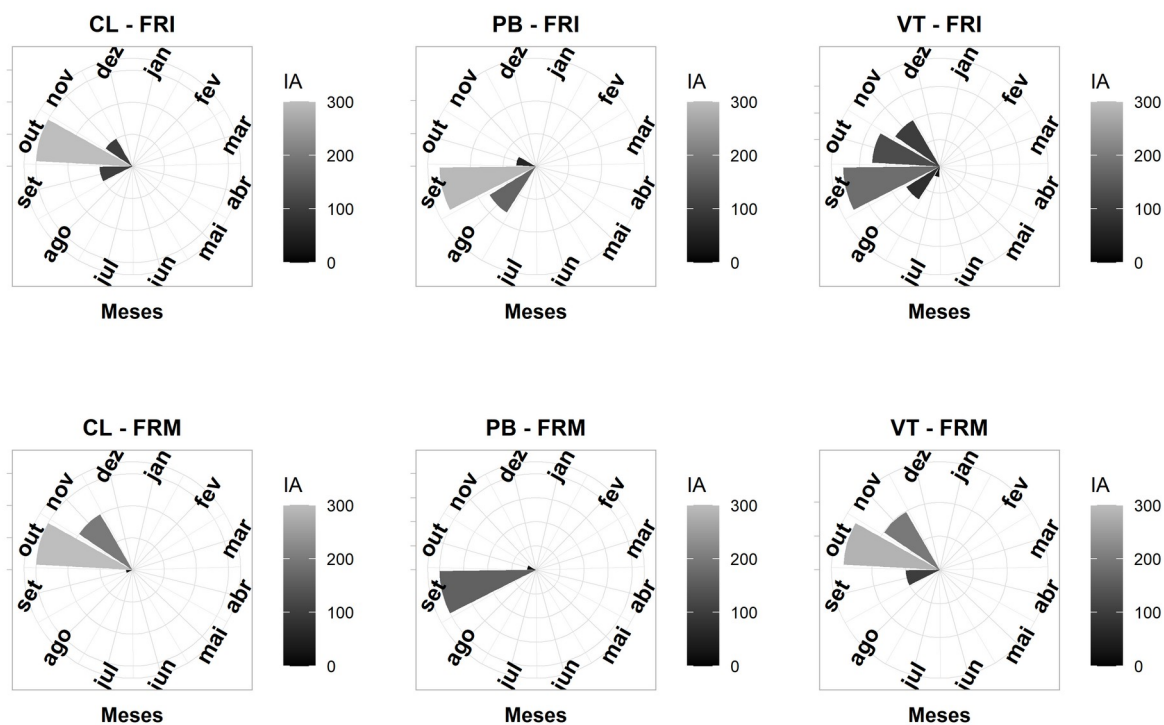 CL - FRI
PB - FRI
VT - FRI
dez jan fev mar abr mai jun jul ago set out nov
IA
300
200
100
0
Meses
dez jan fev mar abr mai jun jul ago set out nov
IA
300
200
100
0
Meses
dez jan fev mar abr mai jun jul ago set out nov
IA
300
200
100
0
Meses
CL - FRM
PB - FRM
VT - FRM
dez jan fev mar abr mai jun jul ago set out nov
IA
300
200
100
0
Meses
dez jan fev mar abr mai jun jul ago set out nov
IA
300
200
100
0
Meses
dez jan fev mar abr mai jun jul ago set out nov
IA
300
200
100
0
Meses